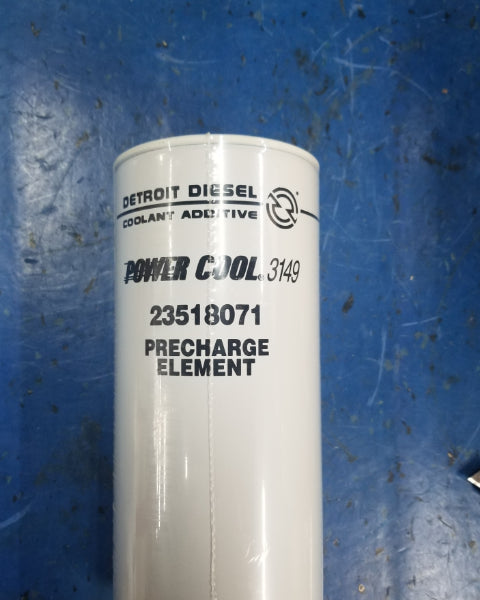 DETROIT DIESEL
COOLANT ADDITIVE
POWER COOL® 3149
23518071
PRECHARGE
ELEMENT